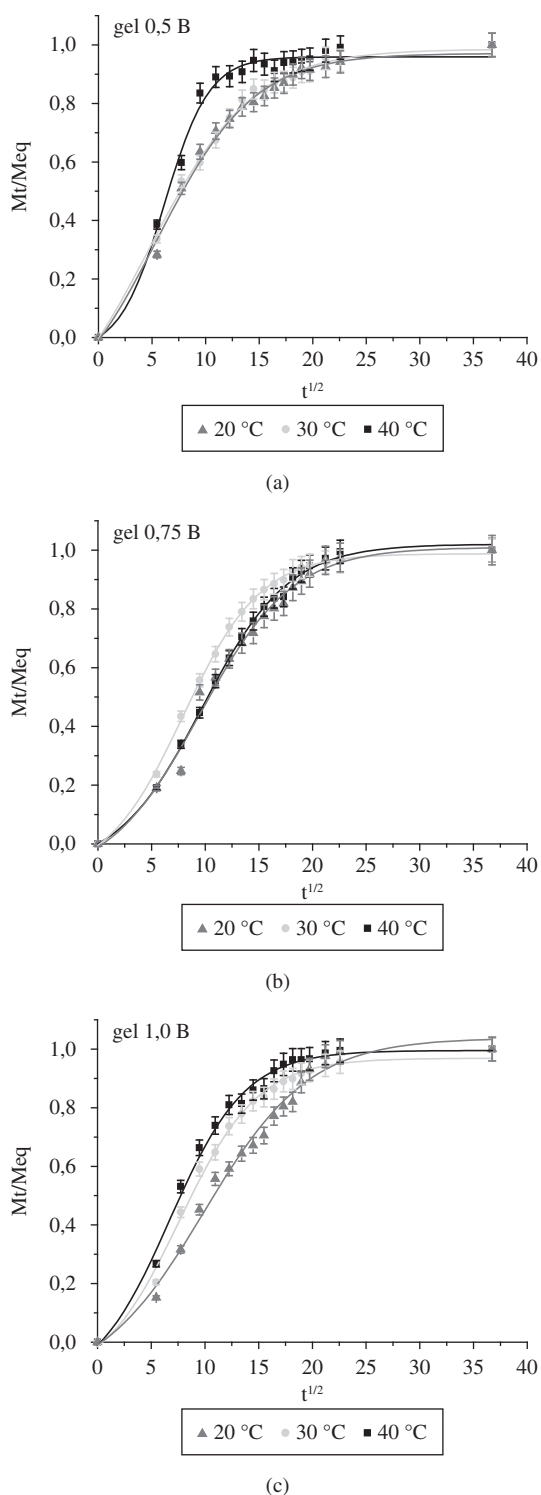 gel 0,5 B
1,0
0,8
0,6
0,4
0,2
0,0
Mt/Meq
0 5 10 15 20 25 30 35 40
t^{1/2}
20 °C 30 °C 40 °C
(a)
gel 0,75 B
1,0
0,8
0,6
0,4
0,2
0,0
Mt/Meq
0 5 10 15 20 25 30 35 40
t^{1/2}
20 °C 30 °C 40 °C
(b)
gel 1,0 B
1,0
0,8
0,6
0,4
0,2
0,0
Mt/Meq
0 5 10 15 20 25 30 35 40
t^{1/2}
20 °C 30 °C 40 °C
(c)